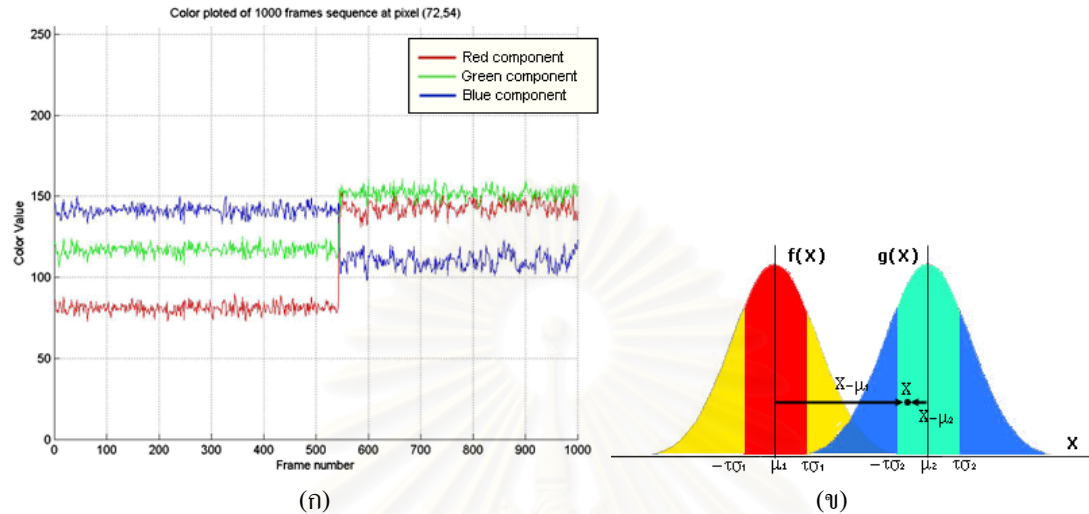 Color ploted of 1000 frames sequence at pixel (72,54)
250
200
150
100
50
0
Color Value
Red component
Green component
Blue component
0 100 200 300 400 500 600 700 800 900 1000
Frame number
(ก)
f(X) g(X)
X-μ₁
X
X-μ₂
X
-τσ₁ μ₁ τσ₁ -τσ₂ μ₂ τσ₂
(ข)